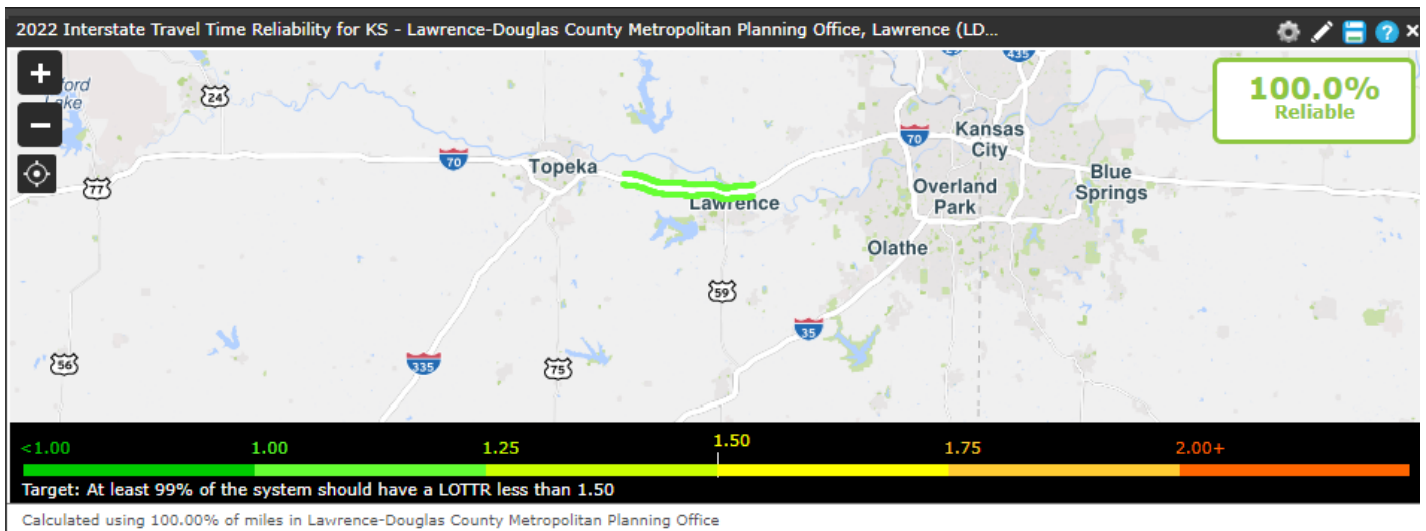 2022 Interstate Travel Time Reliability for KS - Lawrence-Douglas County Metropolitan Planning Office, Lawrence (LD...
+
-
ford
Lake
24
77
70
Topeka
Lawrence
435
70
Kansas
City
Blue
Springs
Overland
Park
Olathe
59
35
56
335
75
100.0%
Reliable
<1.00 1.00 1.25 1.50 1.75 2.00+
Target: At least 99% of the system should have a LOTTR less than 1.50
Calculated using 100.00% of miles in Lawrence-Douglas County Metropolitan Planning Office